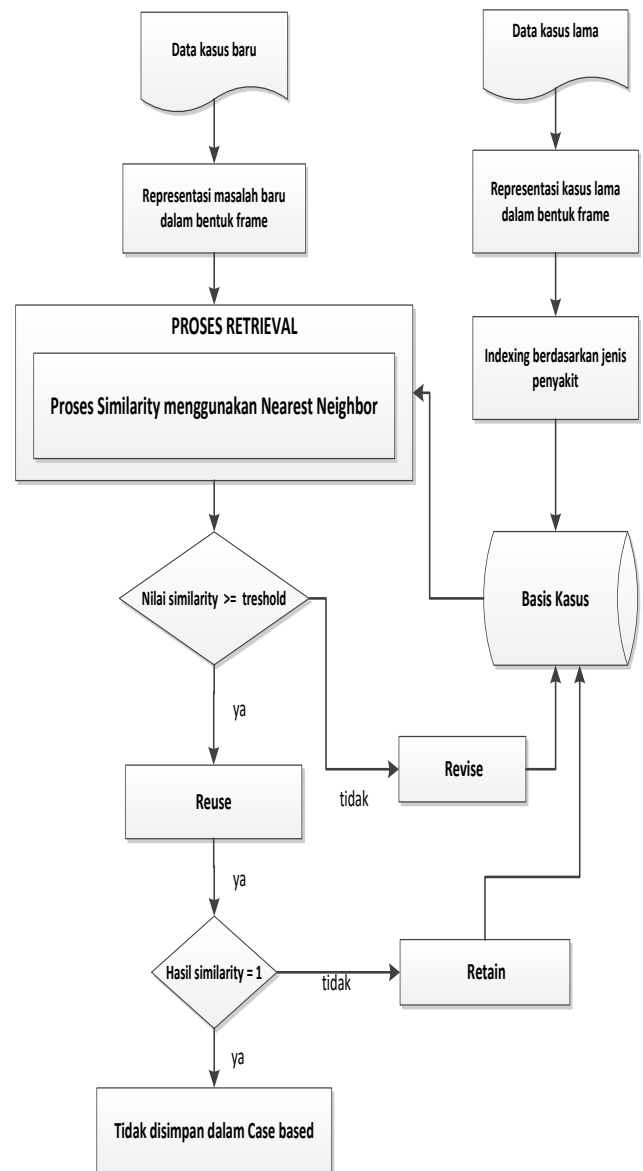 Data kasus baru
Data kasus lama
Representasi masalah baru
dalam bentuk frame
Representasi kasus lama
dalam bentuk frame
PROSES RETRIEVAL
Proses Similarity menggunakan Nearest Neighbor
Indexing berdasarkan jenis
penyakit
Nilai similarity >= treshold
Basis Kasus
ya
tidak
Revise
Reuse
ya
Hasil similarity = 1
tidak
Retain
ya
Tidak disimpan dalam Case based